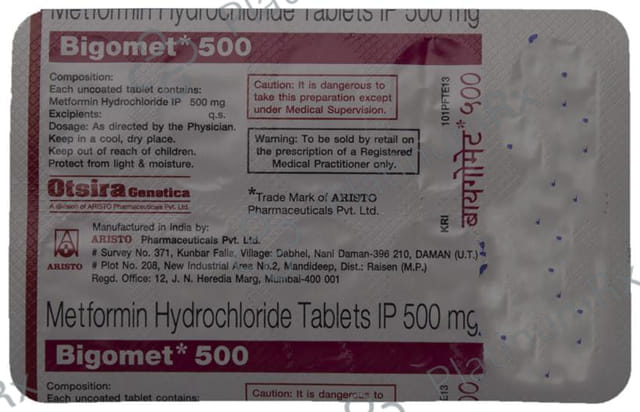 Metformin Hydrochloride Tablets IP 500 mg
Bigomet* 500
Composition:
Each uncoated tablet contains:
Metformin Hydrochloride IP 500 mg
Excipients: q.s.
Dosage: As directed by the Physician.
Keep in a cool, dry place.
Keep out of reach of children.
Protect from light & moisture.
Caution: It is dangerous to
take this preparation except
under Medical Supervision.
Warning: To be sold by retail on
the prescription of a Registered
Medical Practitioner only.
Otsira Genetica
A division of ARISTO Pharmaceuticals Pvt. Ltd.
*Trade Mark of ARISTO
Pharmaceuticals Pvt. Ltd.
ARISTO
Manufactured in India by:
ARISTO Pharmaceuticals Pvt. Ltd.
# Survey No. 371, Kunbar Falia, Village: Dabhel, Nani Daman-396 210, DAMAN (U.T.)
# Plot No. 208, New Industrial Area No.2, Mandideep, Dist.: Raisen (M.P.)
Regd. Office: 12, J. N. Heredia Marg, Mumbai-400 001
KRI
101PFTE13
बायगोमेट* ५००
Metformin Hydrochloride Tablets IP 500 mg
Bigomet* 500
Composition:
Each uncoated tablet contains:
Caution: It is dangerous to
E13